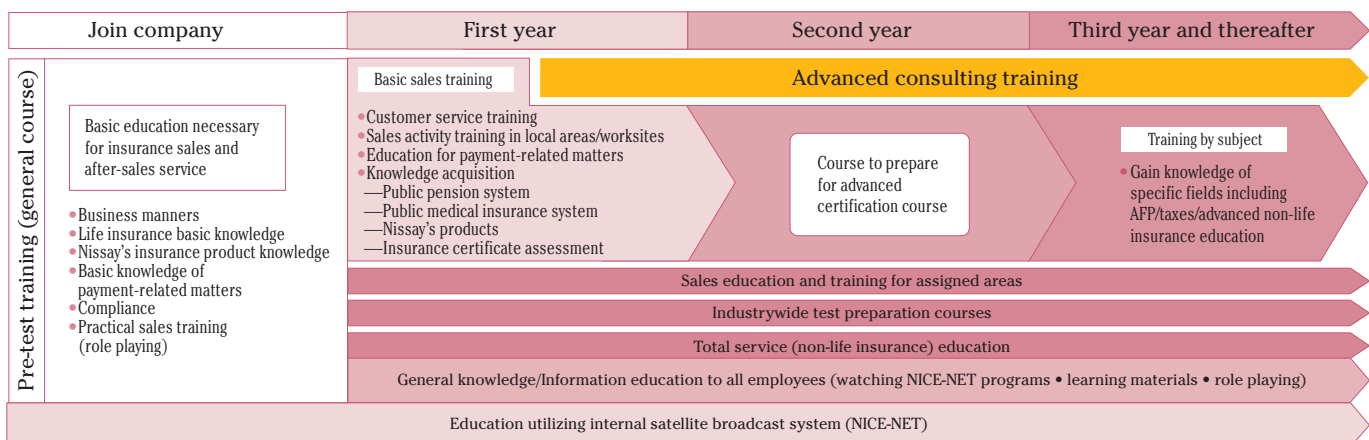 Join company
First year
Second year
Third year and thereafter
Pre-test training (general course)
Basic education necessary
for insurance sales and
after-sales service
•Business manners
•Life insurance basic knowledge
•Nissay's insurance product knowledge
•Basic knowledge of
payment-related matters
•Compliance
•Practical sales training
(role playing)
Basic sales training
Advanced consulting training
•Customer service training
•Sales activity training in local areas/worksites
•Education for payment-related matters
•Knowledge acquisition
—Public pension system
—Public medical insurance system
—Nissay's products
—Insurance certificate assessment
Course to prepare
for advanced
certification course
Training by subject
• Gain knowledge of
specific fields including
AFP/taxes/advanced non-life
insurance education
Sales education and training for assigned areas
Industrywide test preparation courses
Total service (non-life insurance) education
General knowledge/Information education to all employees (watching NICE-NET programs • learning materials • role playing)
Education utilizing internal satellite broadcast system (NICE-NET)